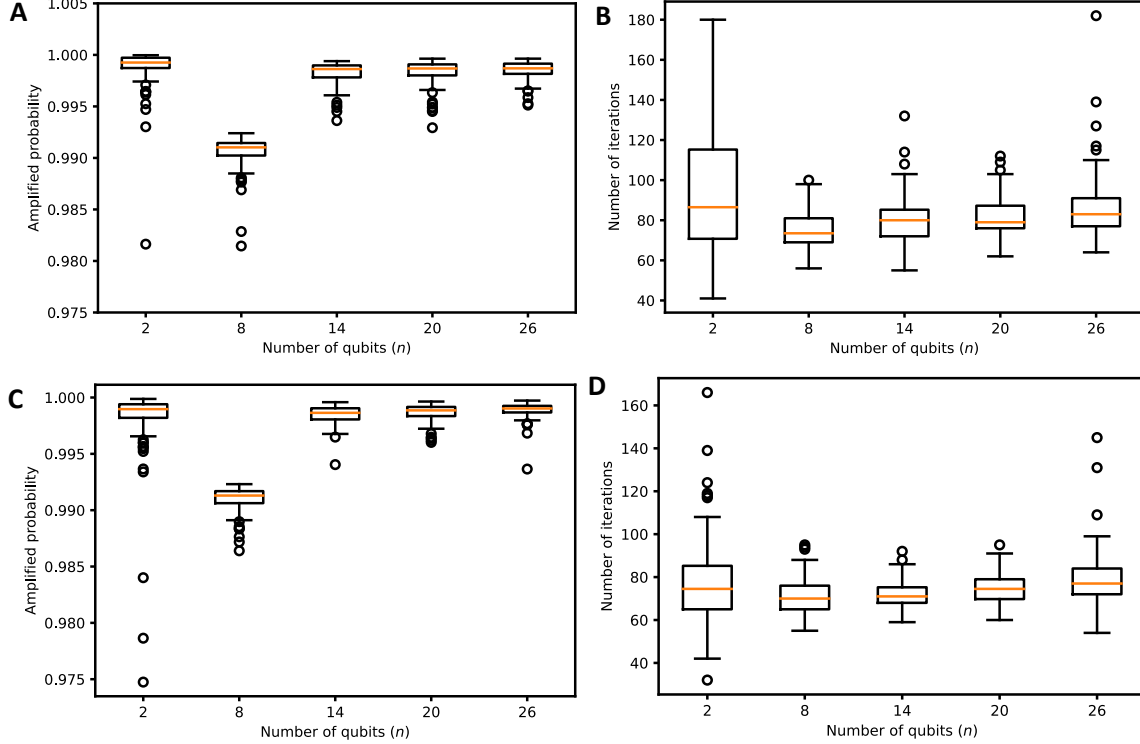 A
Amplified probability
1.005
1.000
0.995
0.990
0.985
0.980
0.975
2 8 14 20 26
Number of qubits (n)
B
Number of iterations
180
160
140
120
100
80
60
40
2 8 14 20 26
Number of qubits (n)
C
Amplified probability
1.000
0.995
0.990
0.985
0.980
0.975
2 8 14 20 26
Number of qubits (n)
D
Number of iterations
160
140
120
100
80
60
40
2 8 14 20 26
Number of qubits (n)